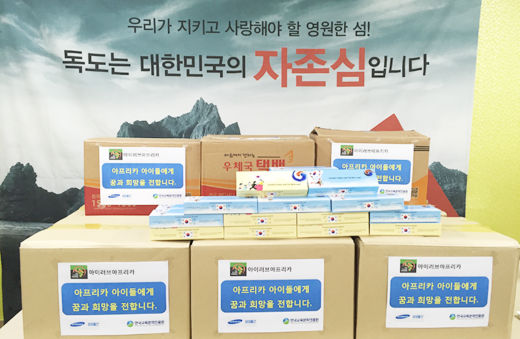 우리가 지키고 사랑해야 할 영원한 섬!
독도는 대한민국의 자존심입니다
아이러브아프리카
아프리카 아이들에게
꿈과 희망을 전합니다.
우체국 택배
아이러브아프리카
아프리카 아이들에게
꿈과 희망을 전합니다.
아이러브아프리카
아프리카 아이들에게
꿈과 희망을 전합니다.
SAMSUNG
아이러브아프리카
아프리카 아이들에게
꿈과 희망을 전합니다.
SAMSUNG
아이러브아프리카
아프리카 아이들에게
꿈과 희망을 전합니다.
SAMSUNG